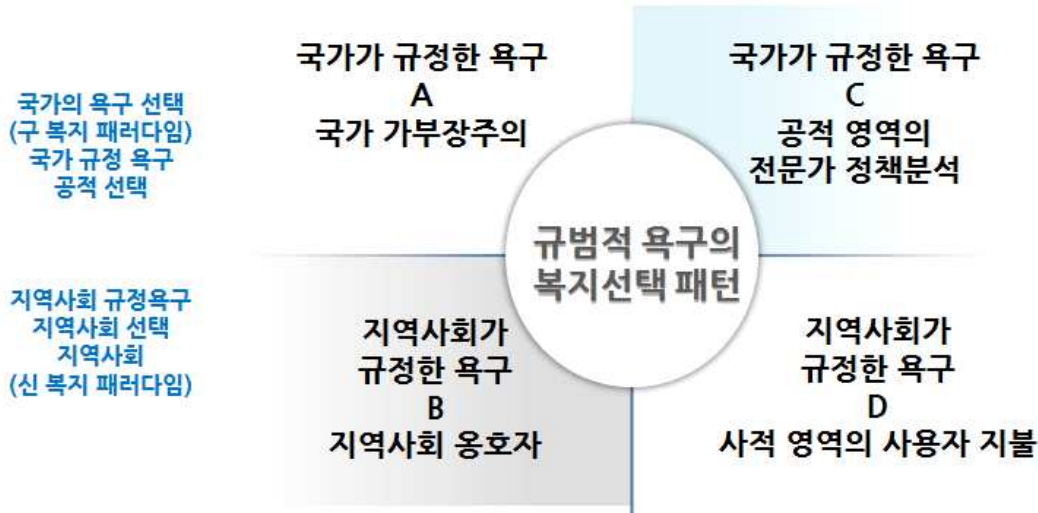 국가의 욕구 선택
(구 복지 패러다임)
국가 규정 욕구
공적 선택
국가가 규정한 욕구
A
국가 가부장주의
국가가 규정한 욕구
C
공적 영역의
전문가 정책분석
규범적 욕구의
복지선택 패턴
지역사회 규정욕구
지역사회 선택
지역사회
(신 복지 패러다임)
지역사회가
규정한 욕구
B
지역사회 옹호자
지역사회가
규정한 욕구
D
사적 영역의 사용자 지불